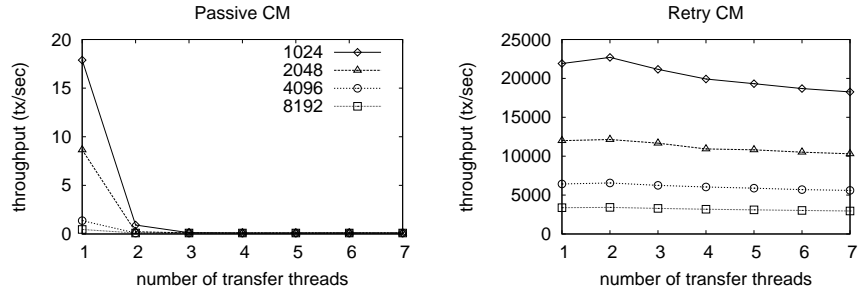 Passive CM
throughput (tx/sec)
20
15
10
5
0
1 2 3 4 5 6 7
number of transfer threads
1024
2048
4096
8192
Retry CM
throughput (tx/sec)
25000
20000
15000
10000
5000
0
1 2 3 4 5 6 7
number of transfer threads